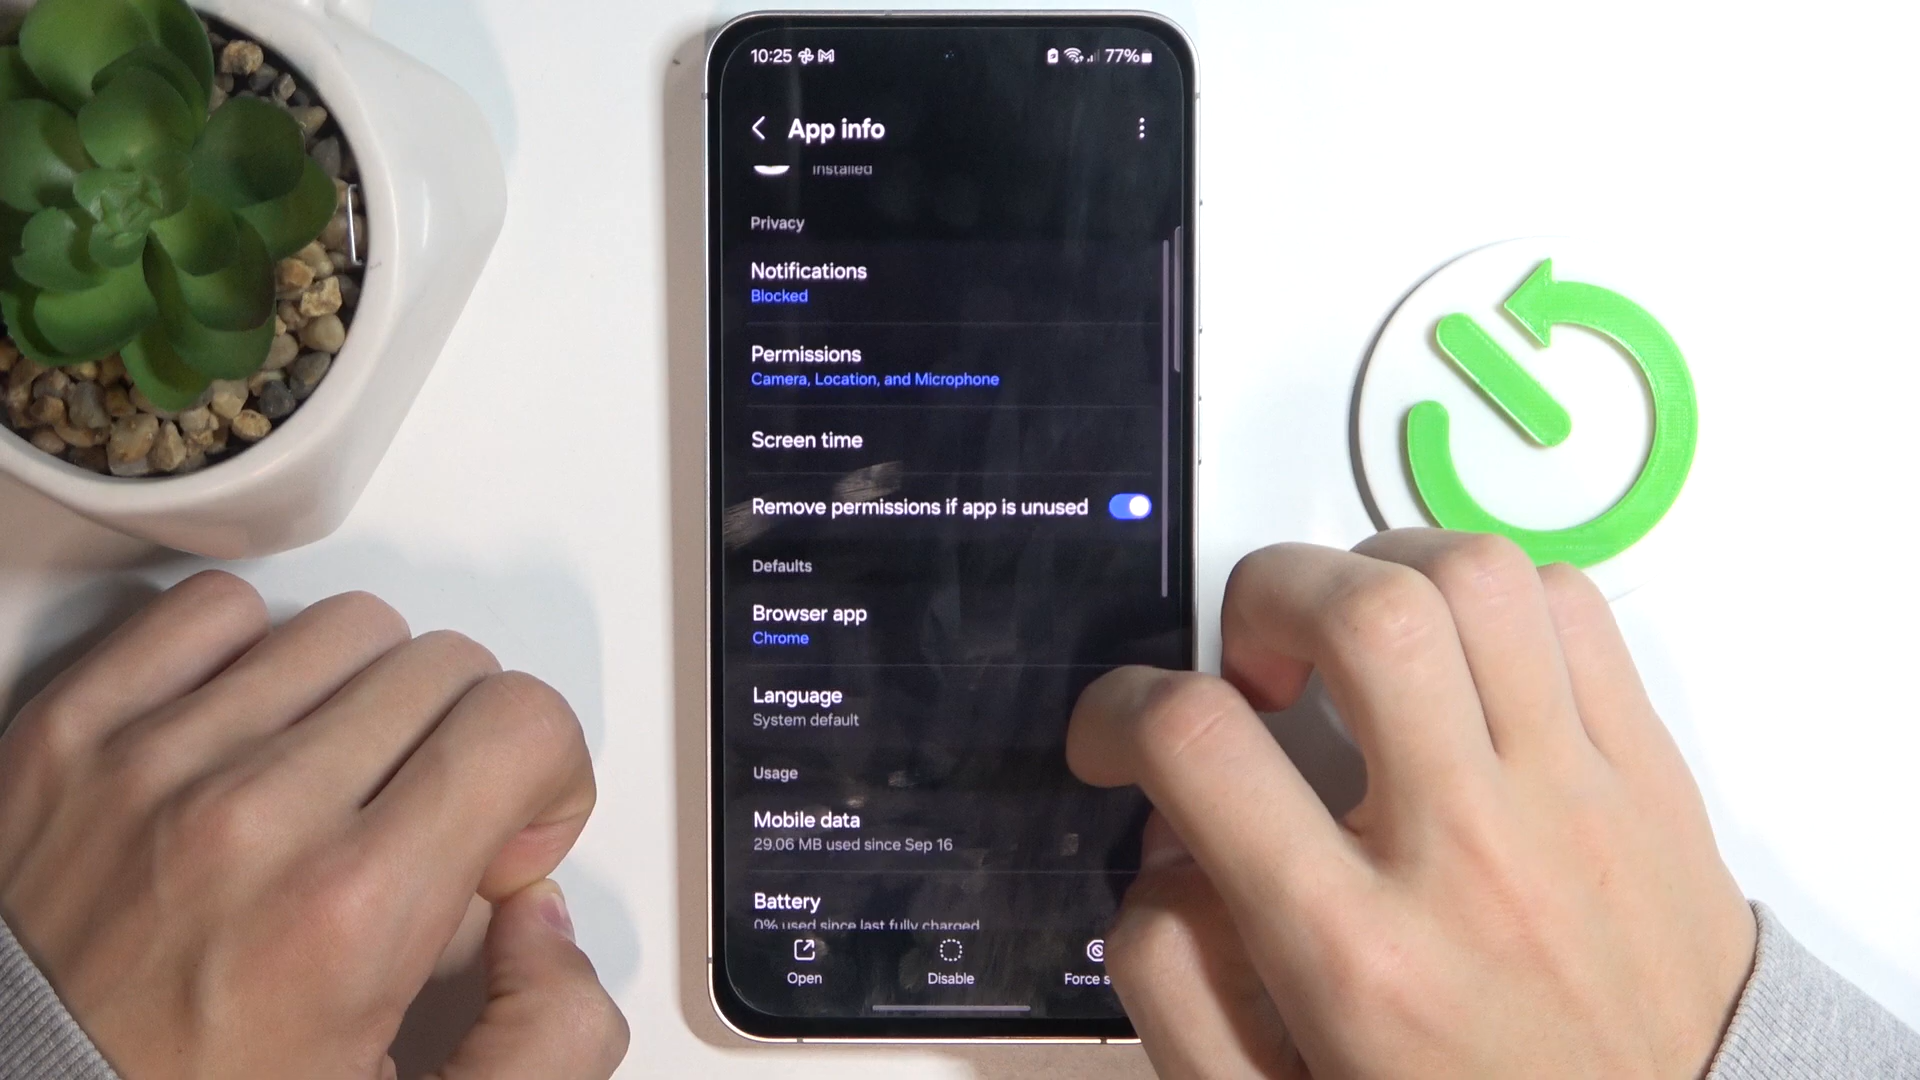 10:25
77%
App info
Installed
Privacy
Notifications
Blocked
Permissions
Camera, Location, and Microphone
Screen time
Remove permissions if app is unused
Defaults
Browser app
Chrome
Language
System default
Usage
Mobile data
29.06 MB used since Sep 16
Battery
0% used since last fully charged
Open
Disable
Force s